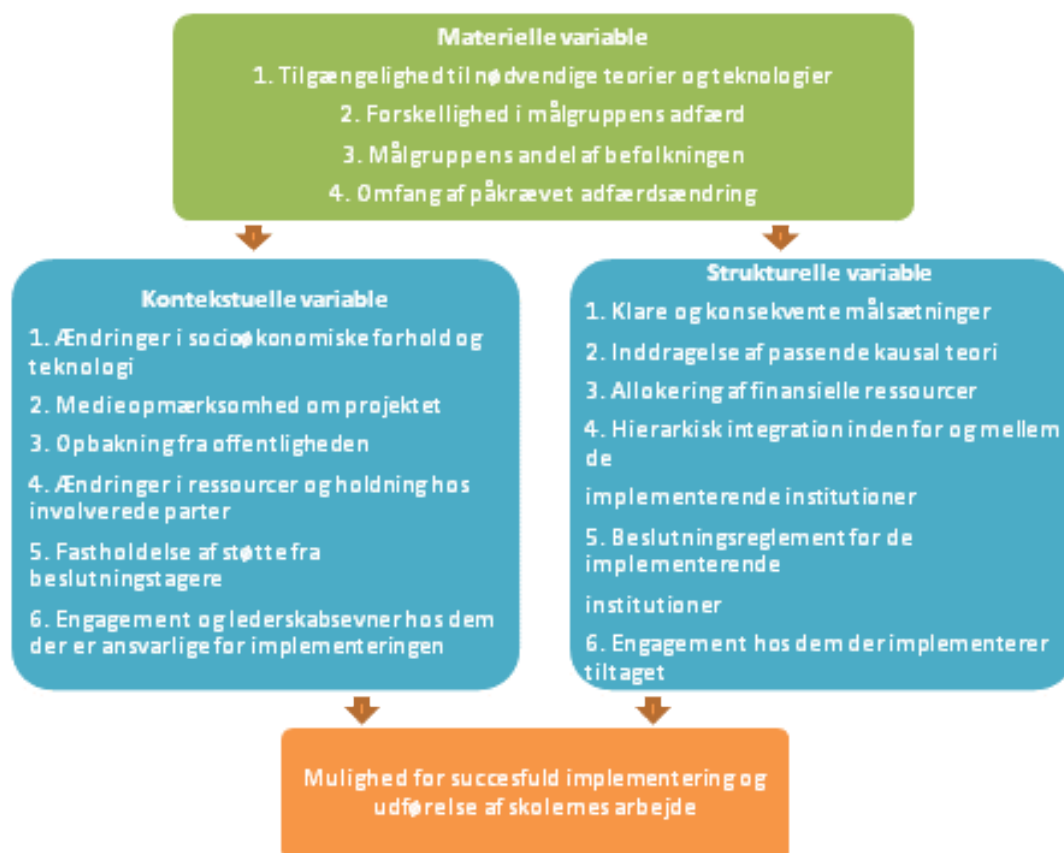 Materielle variable
1. Tilgængelighed til nødvendige teorier og teknologier
2. Forskellighed i målgruppens adfærd
3. Målgruppens andel af befolkningen
4. Omfang af påkrævet adfærdsændring
Kontekstuelle variable
1. Ændringer i socioøkonomiske forhold og
teknologi
2. Medieopmærksomhed om projektet
3. Opbakning fra offentligheden
4. Ændringer i ressourcer og holdning hos
involverede parter
5. Fastholdelse af støtte fra
beslutningstagere
6. Engagement og lederskabsevner hos dem
der er ansvarlige for implementeringen
Strukturelle variable
1. Klare og konsekvente målsætninger
2. Inddragelse af passende kausal teori
3. Allokering af finansielle ressourcer
4. Hierarkisk integration inden for og mellem
de
implementerende institutioner
5. Beslutningsreglement for de
implementerende
institutioner
6. Engagement hos dem der implementerer
tiltaget
Mulighed for succesfuld implementering og
udførelse af skolernes arbejde